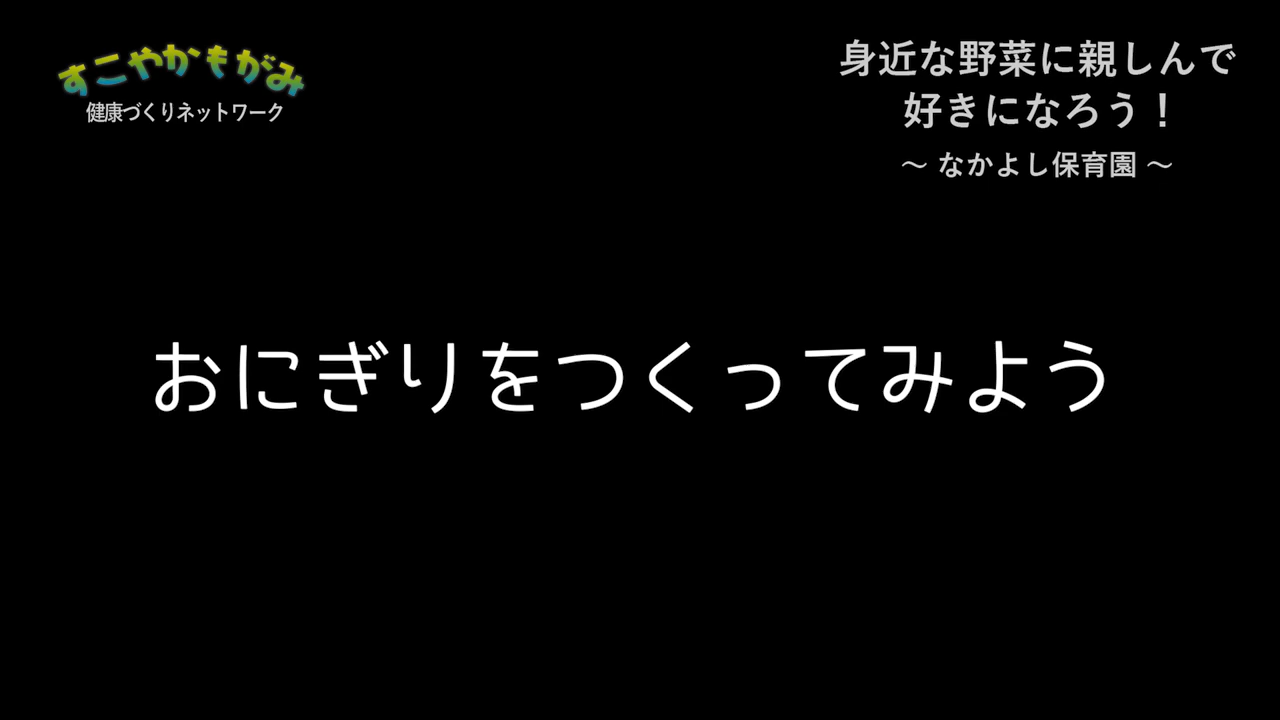 すこやかもがみ
健康づくりネットワーク
身近な野菜に親しんで
好きになろう！
～ なかよし保育園 ～
おにぎりをつくってみよう